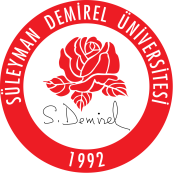 SÜLEYMAN DEMİREL ÜNİVERSİTESİ
S. Demirel
1992